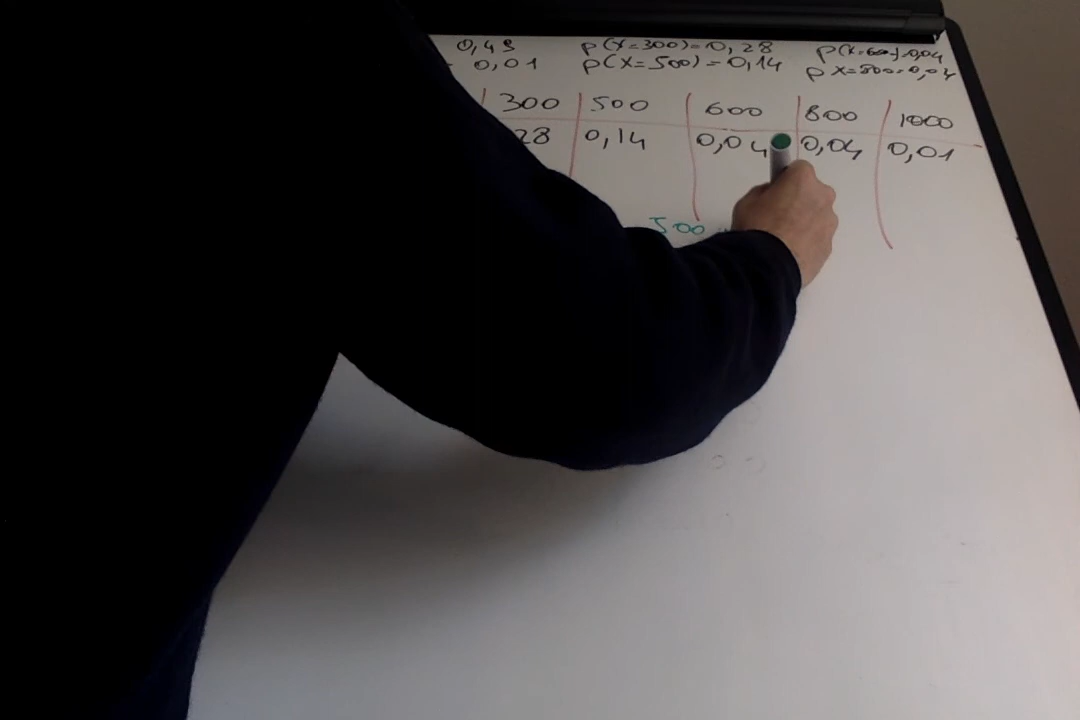 0,49 p(X=300)=0,28 p(X=600)=0,04
= 0,01 p(X=500)=0,14 p X=800=0,04
300 500 600 800 1000
28 0,14 0,04 0,04 0,01
500